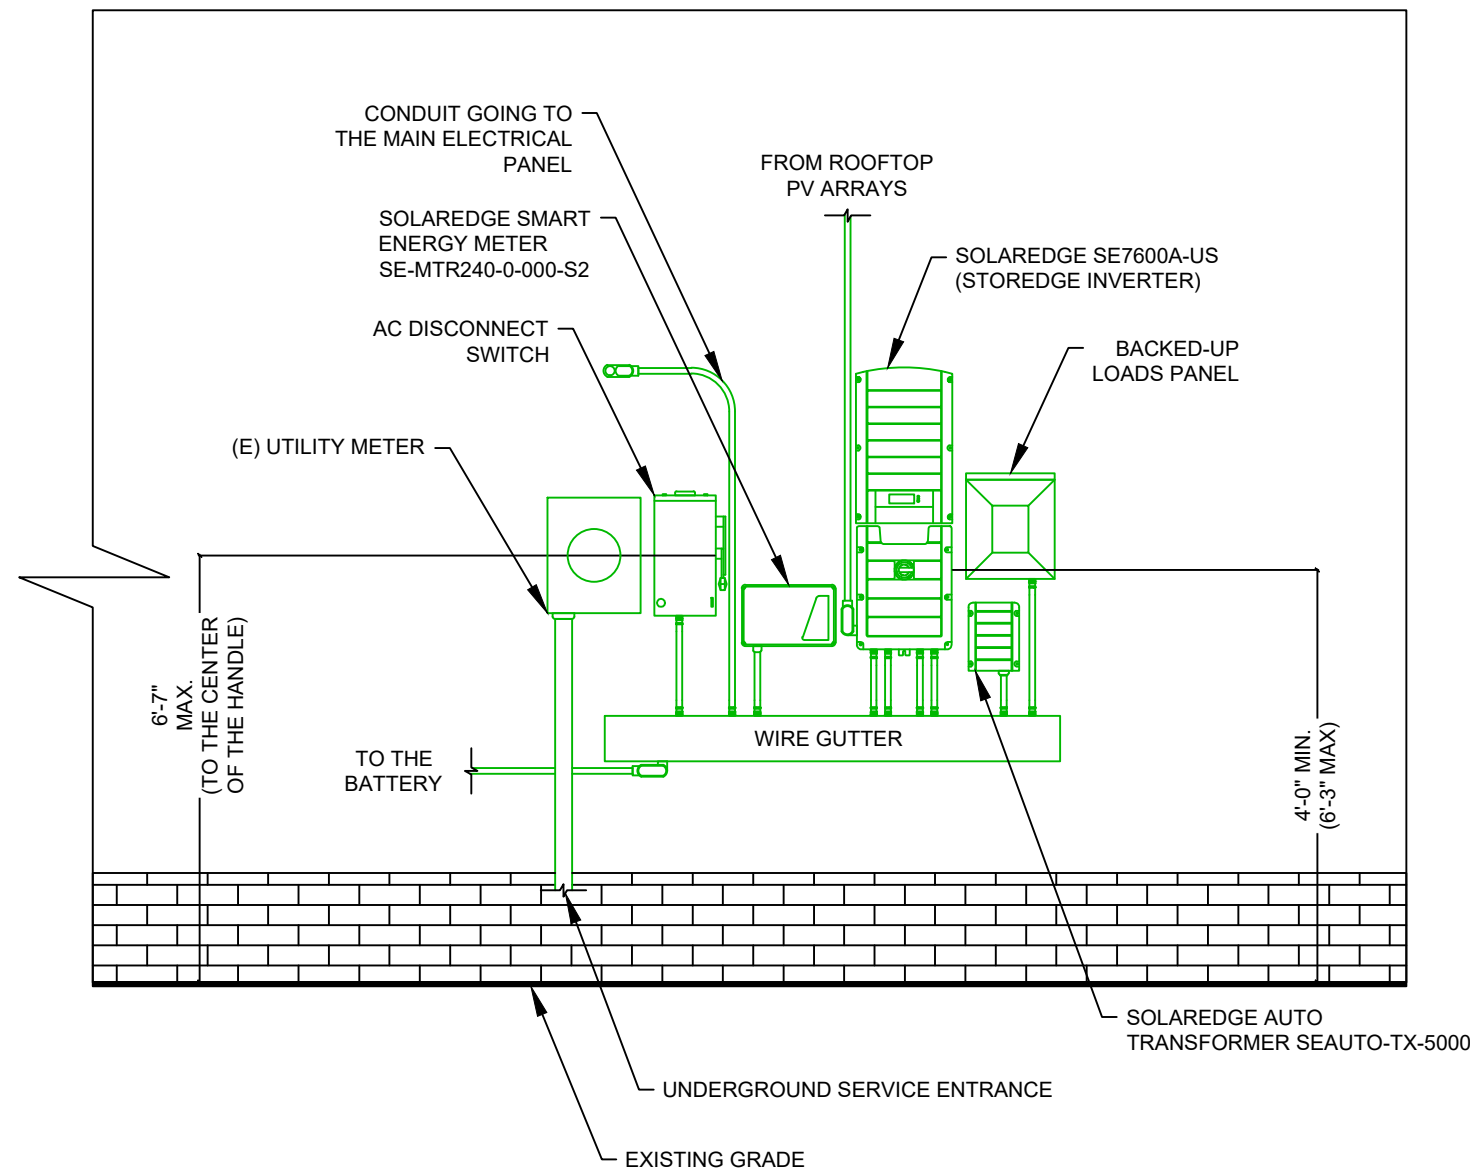 CONDUIT GOING TO
THE MAIN ELECTRICAL
PANEL
FROM ROOFTOP
PV ARRAYS
SOLAREDGE SMART
ENERGY METER
SE-MTR240-0-000-S2
SOLAREDGE SE7600A-US
(STOREDGE INVERTER)
AC DISCONNECT
SWITCH
BACKED-UP
LOADS PANEL
(E) UTILITY METER
6'-7"
MAX.
(TO THE CENTER
OF THE HANDLE)
WIRE GUTTER
TO THE
BATTERY
4'-0" MIN.
(6'-3" MAX)
SOLAREDGE AUTO
TRANSFORMER SEAUTO-TX-5000
UNDERGROUND SERVICE ENTRANCE
EXISTING GRADE